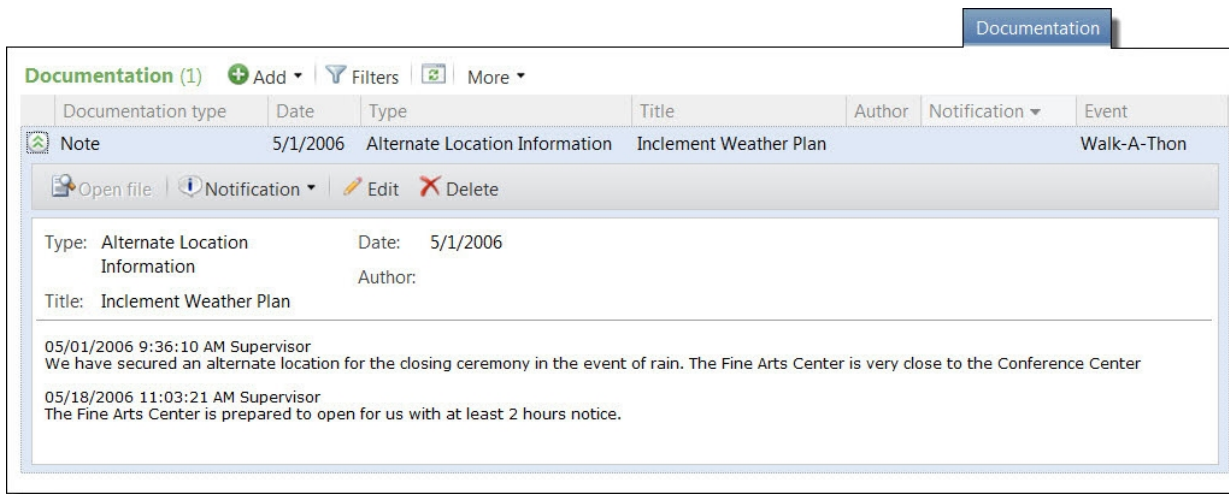 Documentation
Documentation (1) Add Filters More
Documentation type Date Type Title Author Notification Event
Note 5/1/2006 Alternate Location Information Inclement Weather Plan Walk-A-Thon
Open file Notification Edit Delete
Type: Alternate Location Date: 5/1/2006
Information
Author:
Title: Inclement Weather Plan
05/01/2006 9:36:10 AM Supervisor
We have secured an alternate location for the closing ceremony in the event of rain. The Fine Arts Center is very close to the Conference Center
05/18/2006 11:03:21 AM Supervisor
The Fine Arts Center is prepared to open for us with at least 2 hours notice.